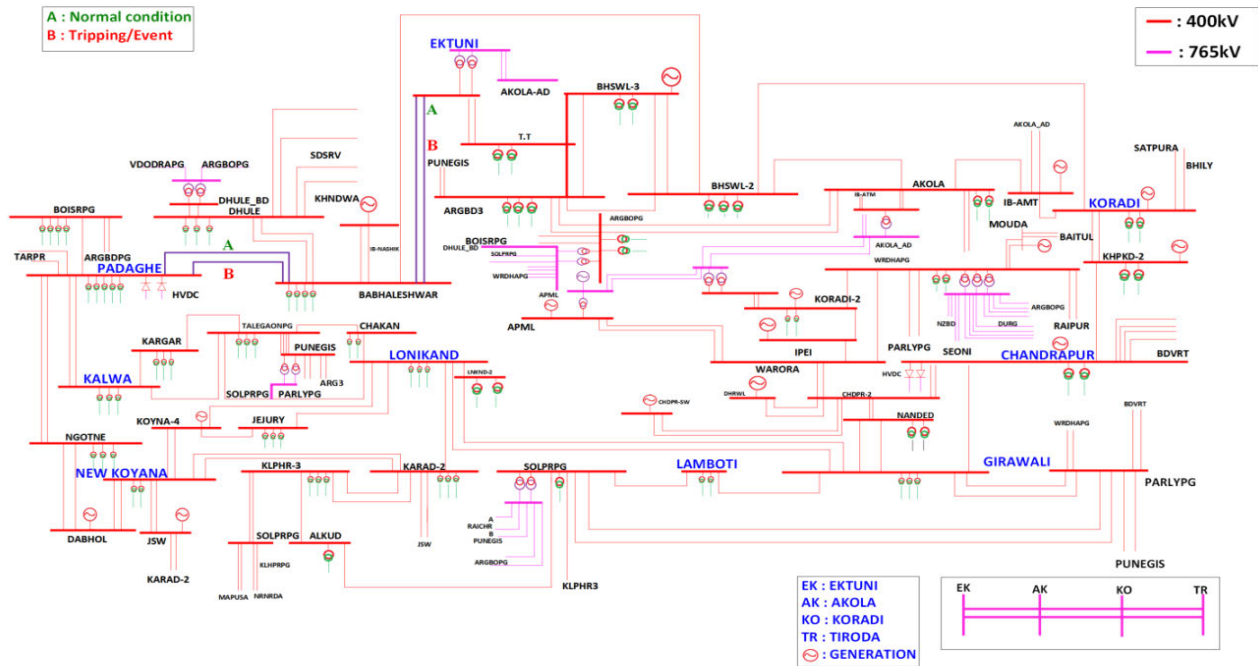 A : Normal condition
B : Tripping/Event
: 400kV
: 765kV
EKTUNI
AKOLA-AD
BHSWL-3
A
B
T.T
PUNEGIS
ARGBD3
SDSRV
VDODRAPG
ARGBOPG
DHULE_BD
DHULE
KHNDWA
IB-NASHIK
BOISRPG
TARPR
ARGBDPG
PADAGHE
HVDC
A
B
BABHALESHWAR
BHSWL-2
AKOLA
IB-ATM
AKOLA_AD
AKOLA_AD
SATPURA
BHILY
IB-AMT
KORADI
MOUDA
BAITUL
KHPKD-2
WRDHAPG
ARGBOPG
BOISRPG
DHULE_BD
SOLPRPG
WRDHAPG
APML
APML
KORADI-2
IPEI
WARORA
PARLYPG
NZBD
DURG
ARGBOPG
SEONI
RAIPUR
CHANDRAPUR
BDVRT
HVDC
DHRWL
CHDPR-2
CHDPR-SW
NANDED
KARGAR
TALEGAONPG
CHAKAN
PUNEGIS
ARG3
SOLPRPG
PARLYPG
LONIKAND
LNKND-2
KALWA
KOYNA-4
JEJURY
NGOTNE
NEW KOYANA
KLPHR-3
KARAD-2
SOLPRPG
LAMBOTI
GIRAWALI
WRDHAPG
BDVRT
PARLYPG
PUNEGIS
DABHOL
JSW
KARAD-2
SOLPRPG
ALKUD
JSW
KLHPRPG
MAPUSA
NRNRDA
A
RAICHR
B
PUNEGIS
ARGBOPG
KLPHR3
EK : EKTUNI
AK : AKOLA
KO : KORADI
TR : TIRODA
: GENERATION
EK
AK
KO
TR